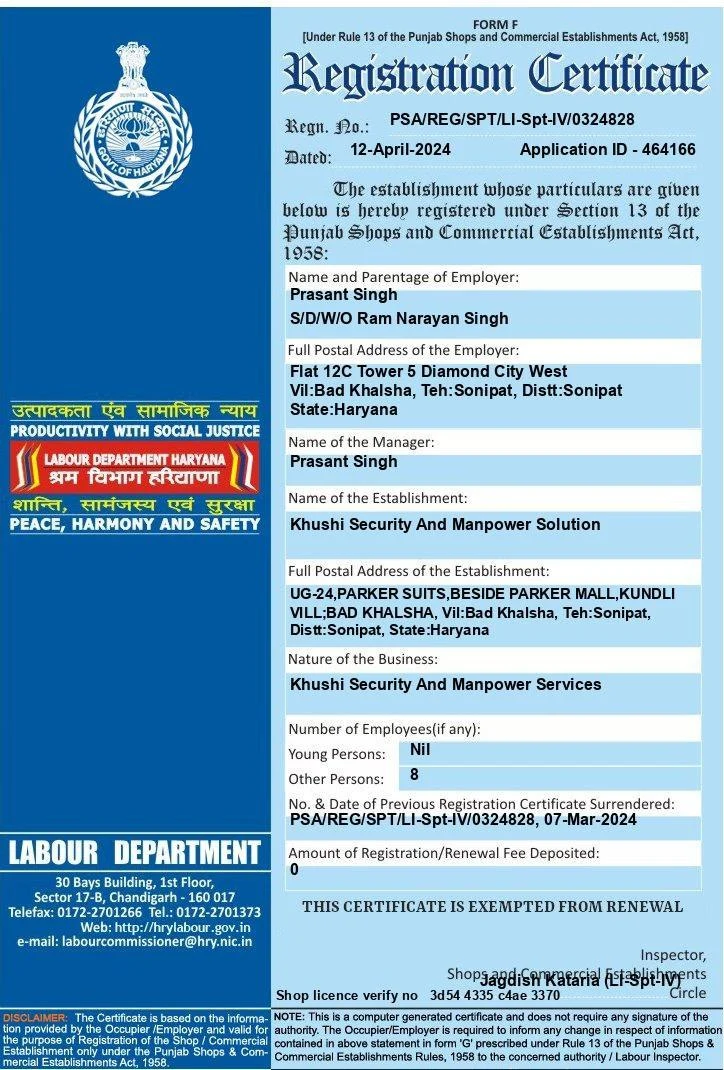 हरियाणा सरकार
GOVT. OF HARYANA
उत्पादकता एंव सामाजिक न्याय
PRODUCTIVITY WITH SOCIAL JUSTICE
LABOUR DEPARTMENT HARYANA
श्रम विभाग हरियाणा
शान्ति, सामंजस्य एवं सुरक्षा
PEACE, HARMONY AND SAFETY
LABOUR DEPARTMENT
30 Bays Building, 1st Floor,
Sector 17-B, Chandigarh - 160 017
Telefax: 0172-2701266 Tel.: 0172-2701373
Web: http://hrylabour.gov.in
e-mail: labourcommissioner@hry.nic.in
DISCLAIMER: The Certificate is based on the informa-
tion provided by the Occupier /Employer and valid for
the purpose of Registration of the Shop / Commercial
Establishment only under the Punjab Shops & Com-
mercial Establishments Act, 1958.
FORM F
[Under Rule 13 of the Punjab Shops and Commercial Establishments Act, 1958]
Registration Certificate
Regn. No.: PSA/REG/SPT/LI-Spt-IV/0324828
Dated: 12-April-2024 Application ID - 464166
The establishment whose particulars are given
below is hereby registered under Section 13 of the
Punjab Shops and Commercial Establishments Act,
1958:
Name and Parentage of Employer:
Prasant Singh
S/D/W/O Ram Narayan Singh
Full Postal Address of the Employer:
Flat 12C Tower 5 Diamond City West
Vil:Bad Khalsha, Teh:Sonipat, Distt:Sonipat
State:Haryana
Name of the Manager:
Prasant Singh
Name of the Establishment:
Khushi Security And Manpower Solution
Full Postal Address of the Establishment:
UG-24,PARKER SUITS,BESIDE PARKER MALL,KUNDLI
VILL;BAD KHALSHA, Vil:Bad Khalsha, Teh:Sonipat,
Distt:Sonipat, State:Haryana
Nature of the Business:
Khushi Security And Manpower Services
Number of Employees(if any):
Young Persons: Nil
Other Persons: 8
No. & Date of Previous Registration Certificate Surrendered:
PSA/REG/SPT/LI-Spt-IV/0324828, 07-Mar-2024
Amount of Registration/Renewal Fee Deposited:
0
THIS CERTIFICATE IS EXEMPTED FROM RENEWAL
Inspector,
Shops and Commercial Establishments
Jagdish Kataria (LI-Spt-IV)
Shop licence verify no 3d54 4335 c4ae 3370 Circle
NOTE: This is a computer generated certificate and does not require any signature of the
authority. The Occupier/Employer is required to inform any change in respect of information
contained in above statement in form 'G' prescribed under Rule 13 of the Punjab Shops &
Commercial Establishments Rules, 1958 to the concerned authority / Labour Inspector.